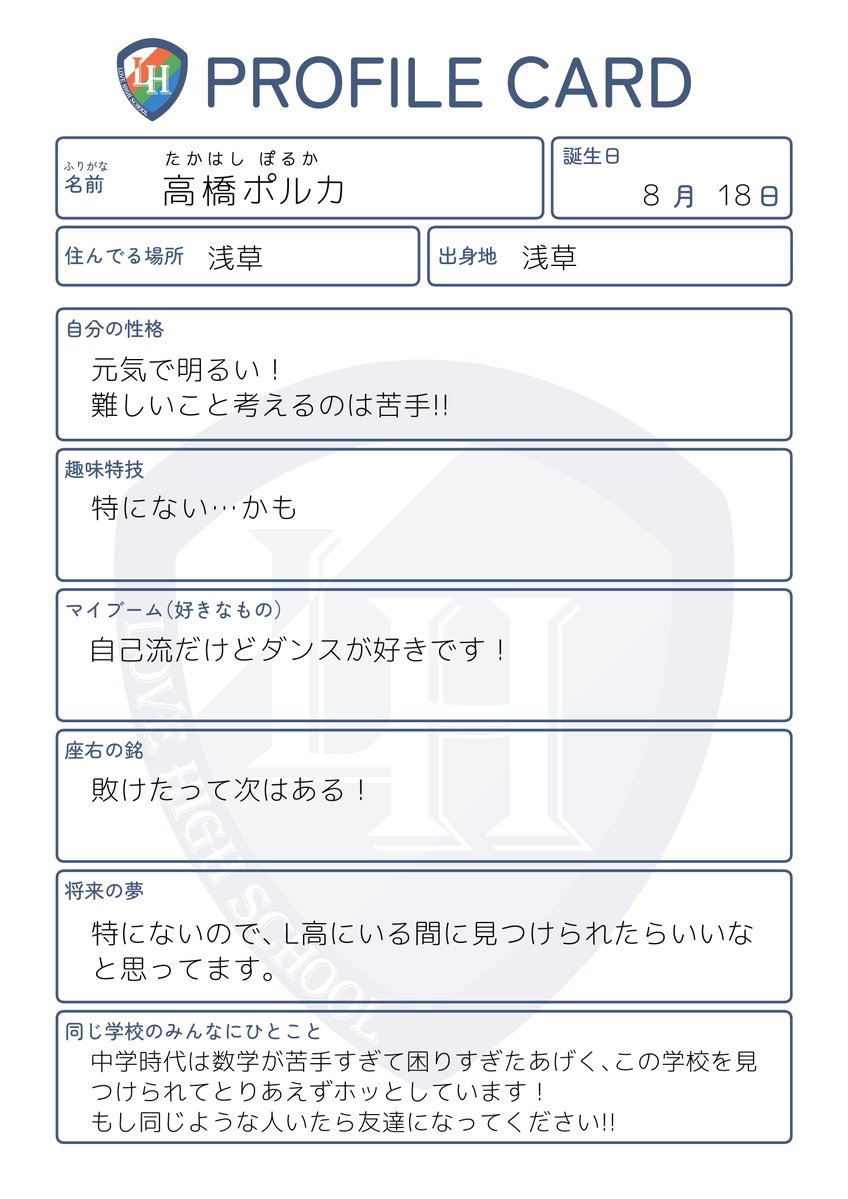 LH
LOVE HIGH SCHOOL
PROFILE CARD
ふりがな
名前
たかはし ぽるか
高橋ポルカ
誕生日
8 月 18 日
住んでる場所 浅草
出身地 浅草
自分の性格
元気で明るい！
難しいこと考えるのは苦手!!
趣味特技
特にない…かも
マイブーム(好きなもの)
自己流だけどダンスが好きです！
座右の銘
敗けたって次はある！
将来の夢
特にないので、L高にいる間に見つけられたらいいな
と思ってます。
同じ学校のみんなにひとこと
中学時代は数学が苦手すぎて困りすぎたあげく、この学校を見
つけられてとりあえずホッとしています！
もし同じような人いたら友達になってください!!
LH
LOVE HIGH SCHOOL